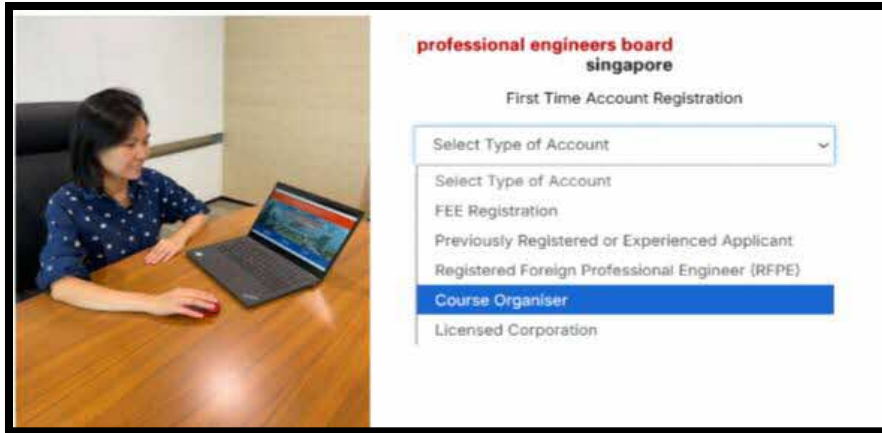 professional engineers board
singapore
First Time Account Registration
Select Type of Account
Select Type of Account
FEE Registration
Previously Registered or Experienced Applicant
Registered Foreign Professional Engineer (RFPE)
Course Organiser
Licensed Corporation